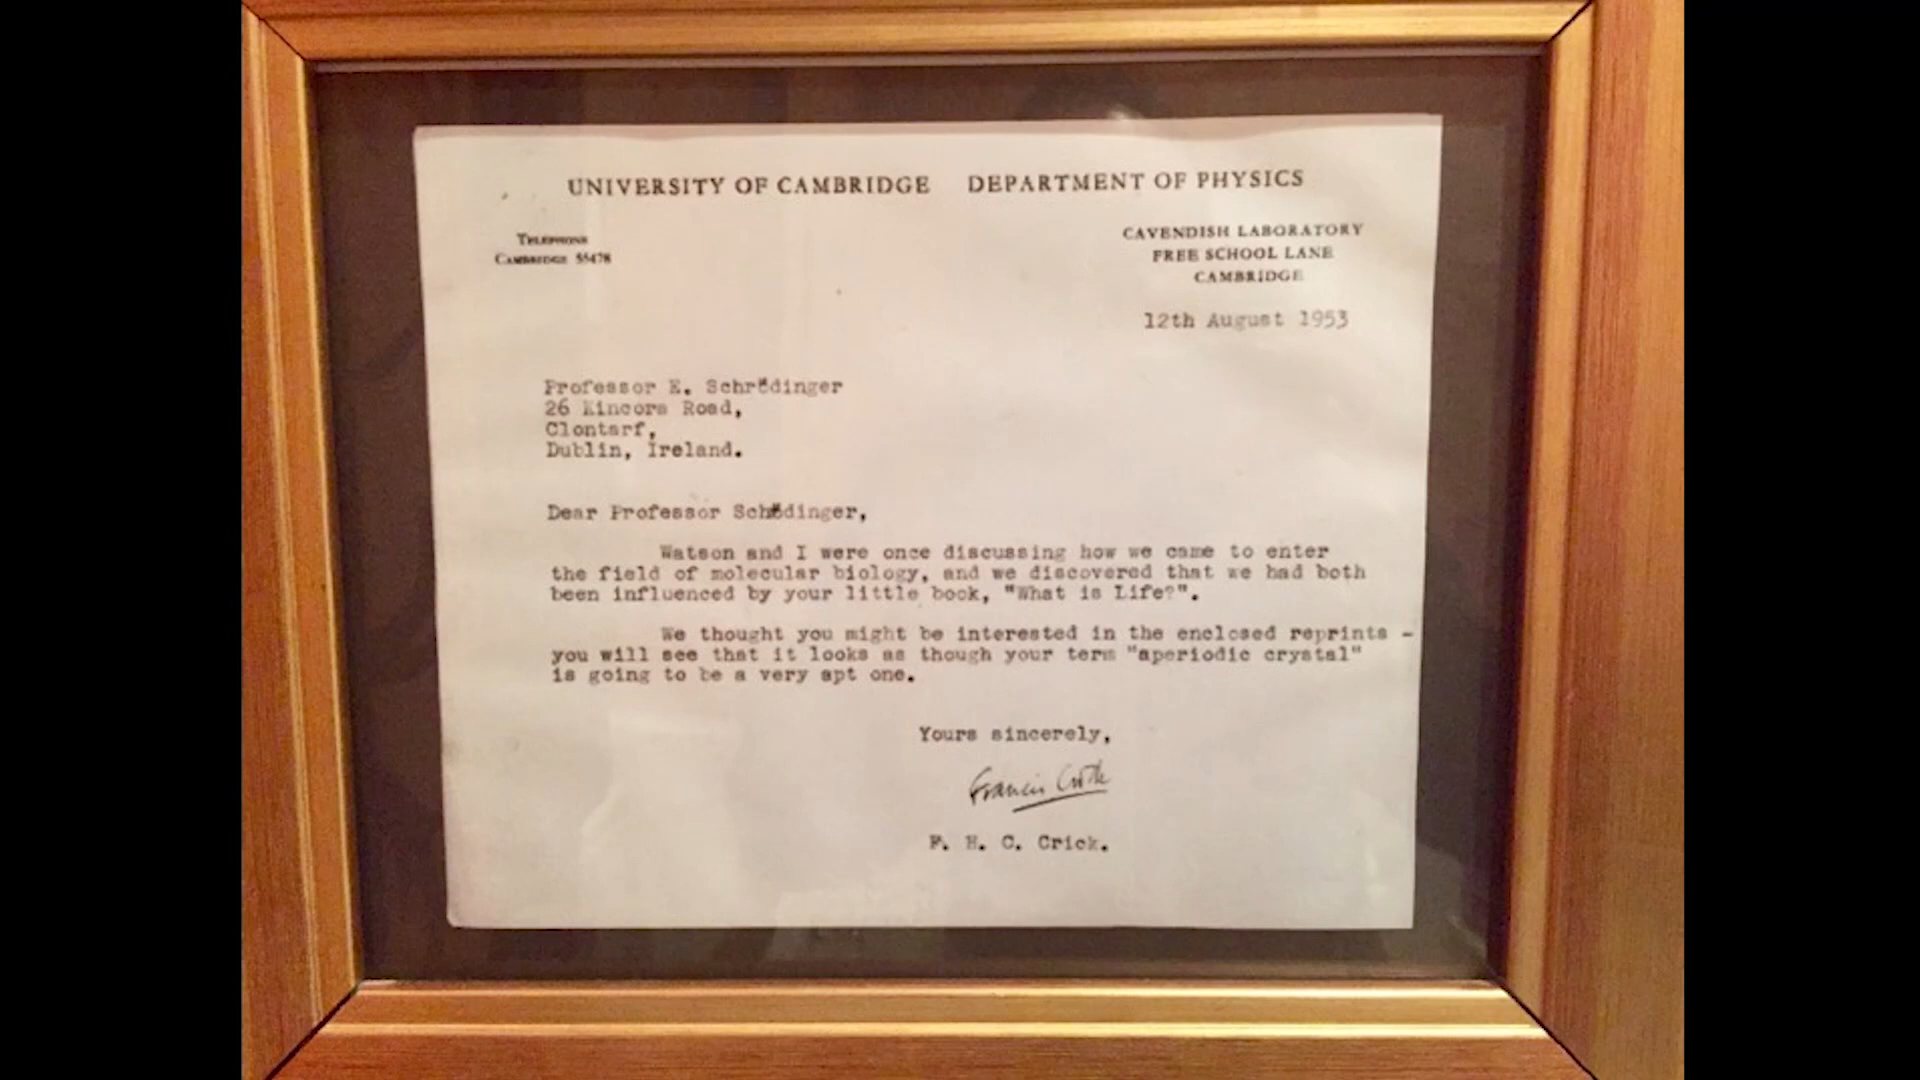 UNIVERSITY OF CAMBRIDGE DEPARTMENT OF PHYSICS
TELEPHONE
CAMBRIDGE 55478
CAVENDISH LABORATORY
FREE SCHOOL LANE
CAMBRIDGE
12th August 1953
Professor E. Schrödinger
26 Kincora Road,
Clontarf,
Dublin, Ireland.
Dear Professor Schödinger,
Watson and I were once discussing how we came to enter
the field of molecular biology, and we discovered that we had both
been influenced by your little book, "What is Life?".
We thought you might be interested in the enclosed reprints -
you will see that it looks as though your term "aperiodic crystal"
is going to be a very apt one.
Yours sincerely,
Francis Crick
F. H. C. Crick.